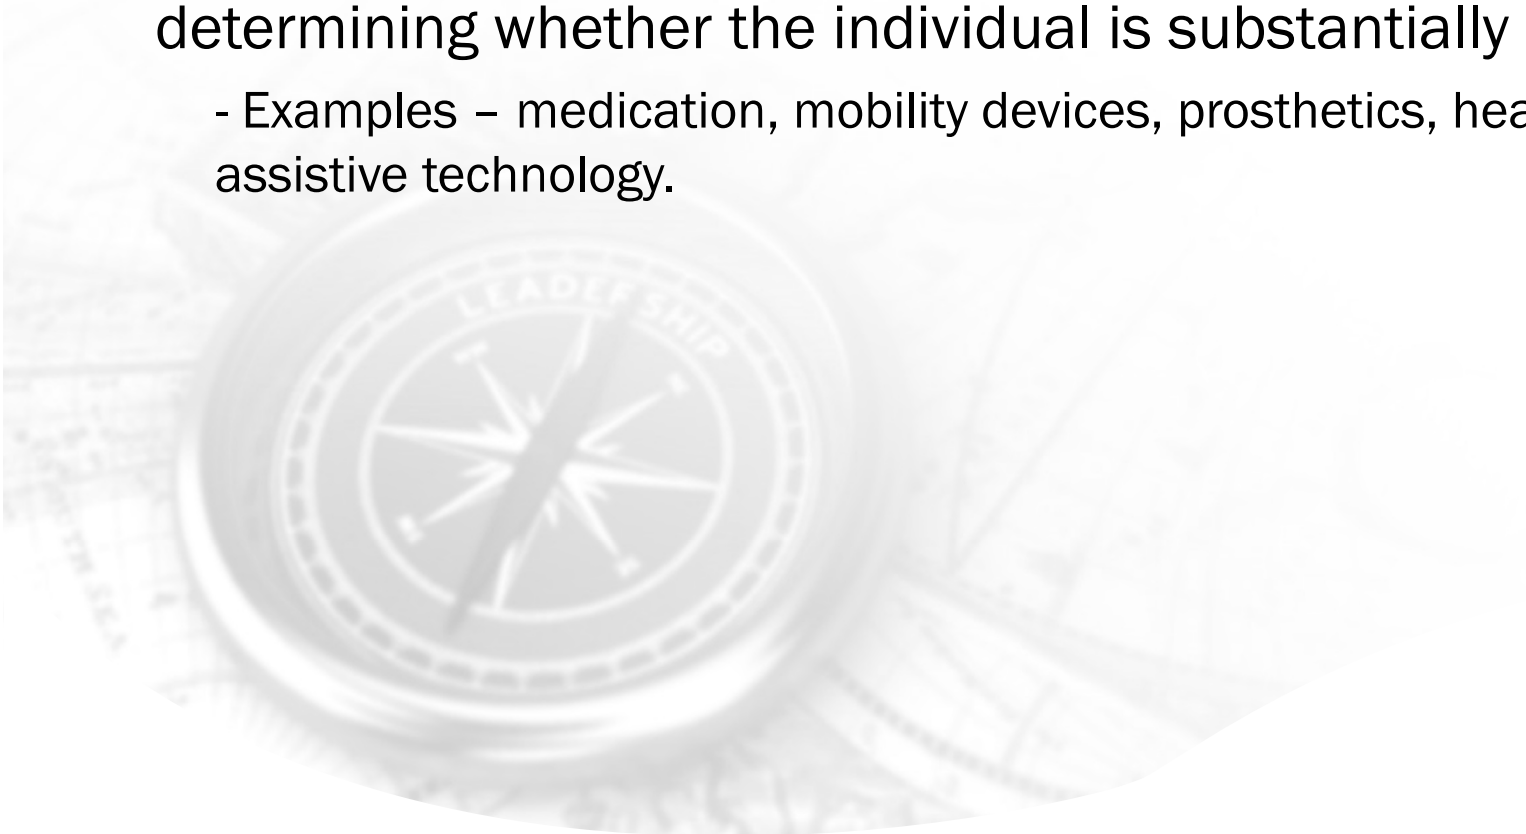 determining whether the individual is substantially
- Examples – medication, mobility devices, prosthetics,
assistive technology.
LEADERSHIP